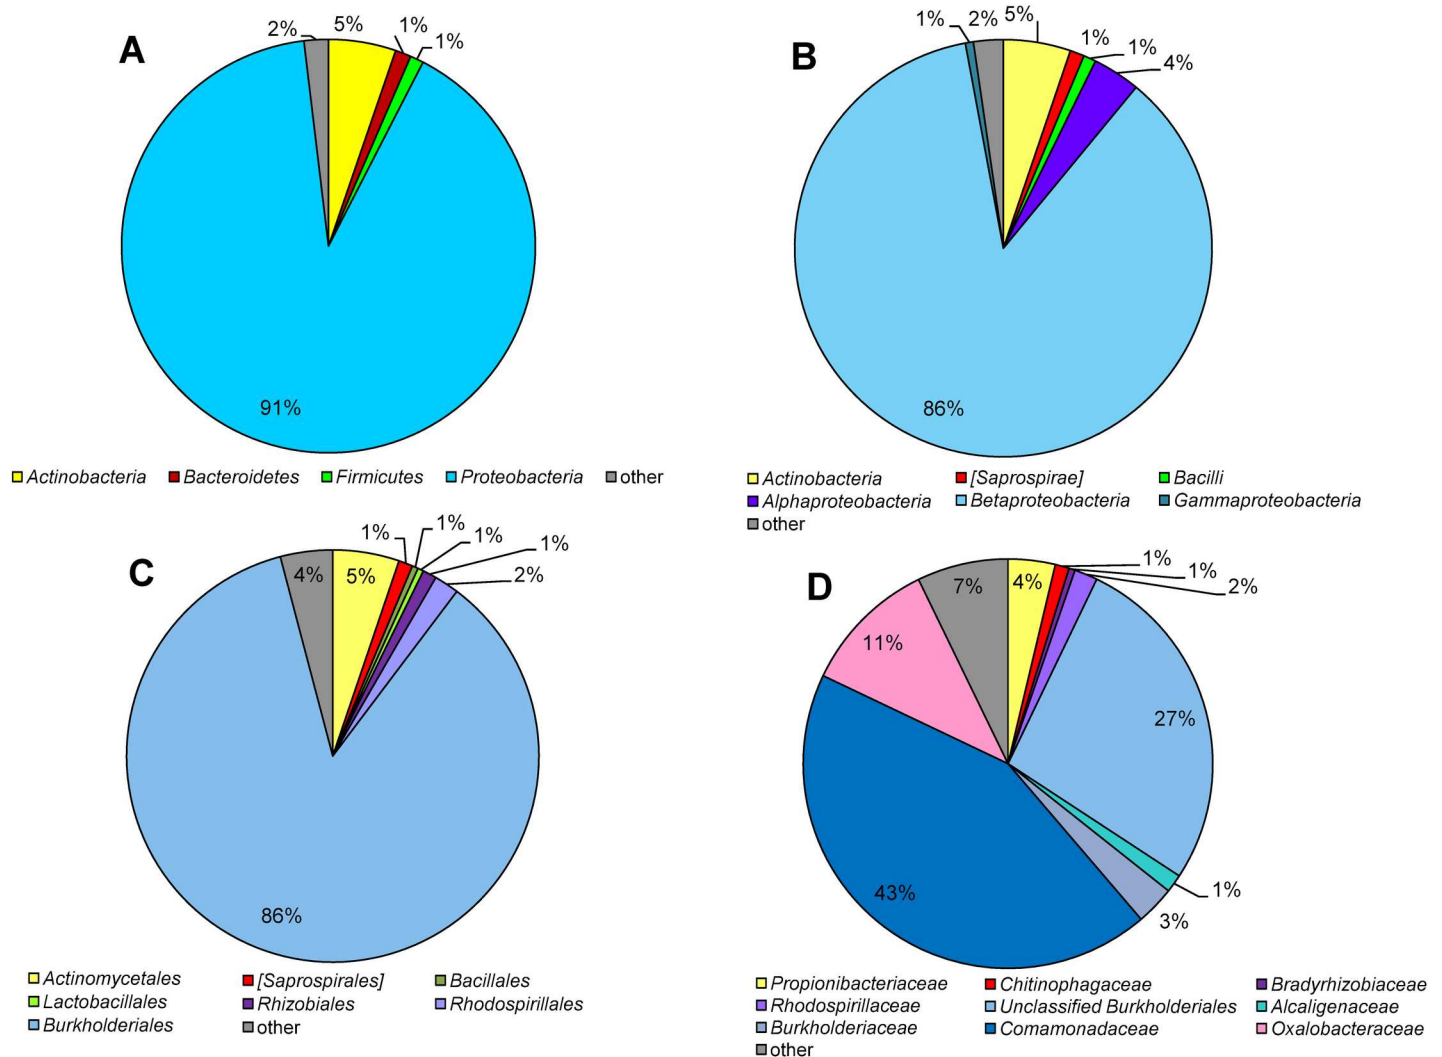 A
2%
5%
1%
1%
91%
Actinobacteria Bacteroidetes Firmicutes Proteobacteria other
B
1%
2%
5%
1%
1%
4%
86%
Actinobacteria [Saprospirae] Bacilli
Alphaproteobacteria Betaproteobacteria Gammaproteobacteria
other
C
4%
5%
1%
1%
1%
1%
2%
86%
Actinomycetales [Saprospirales] Bacillales
Lactobacillales Rhizobiales Rhodospirillales
Burkholderiales other
D
7%
4%
1%
1%
2%
11%
27%
43%
1%
3%
Propionibacteriaceae Chitinophagaceae Bradyrhizobiaceae
Rhodospirillaceae Unclassified Burkholderiales Alcaligenaceae
Burkholderiaceae Comamonadaceae Oxalobacteraceae
other